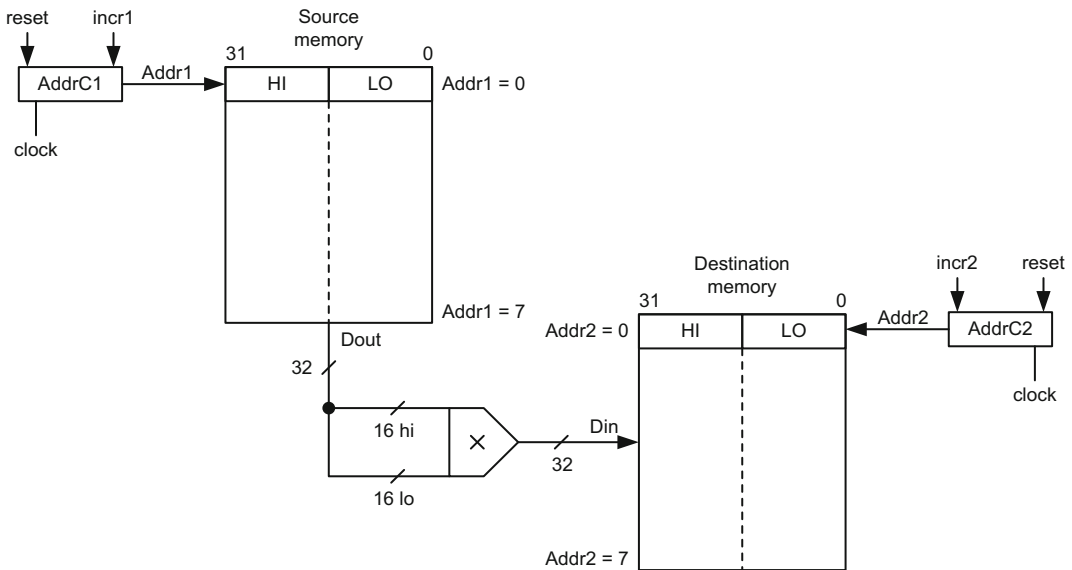 reset
incr1
AddrC1
clock
Addr1
Source
memory
31
0
HI
LO
Addr1 = 0
Addr1 = 7
Dout
32
16 hi
16 lo
×
32
Din
Destination
memory
31
0
Addr2 = 0
HI
LO
Addr2 = 7
Addr2
incr2
reset
AddrC2
clock